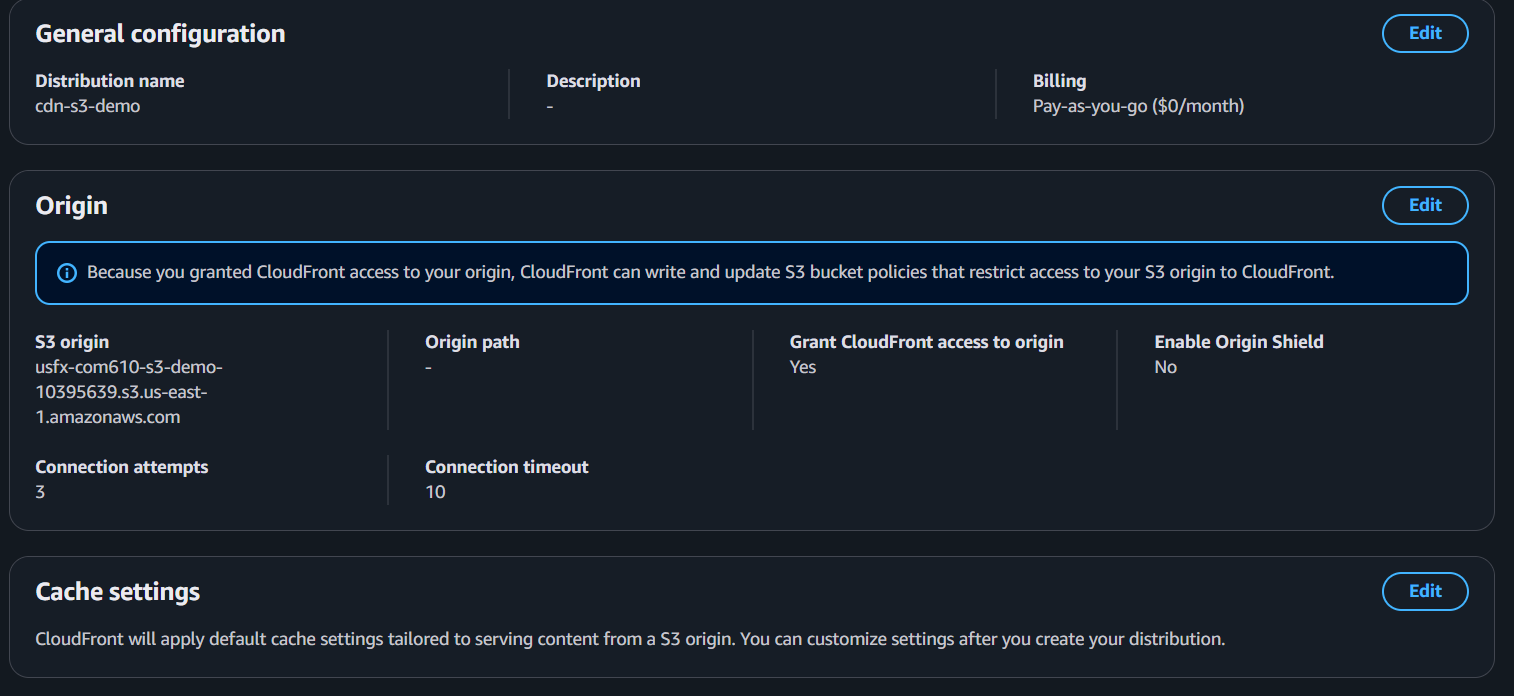 General configuration
Edit
Distribution name
cdn-s3-demo
Description
-
Billing
Pay-as-you-go ($0/month)
Origin
Edit
Because you granted CloudFront access to your origin, CloudFront can write and update S3 bucket policies that restrict access to your S3 origin to CloudFront.
S3 origin
usfx-com610-s3-demo-
10395639.s3.us-east-
1.amazonaws.com
Origin path
-
Grant CloudFront access to origin
Yes
Enable Origin Shield
No
Connection attempts
3
Connection timeout
10
Cache settings
Edit
CloudFront will apply default cache settings tailored to serving content from a S3 origin. You can customize settings after you create your distribution.